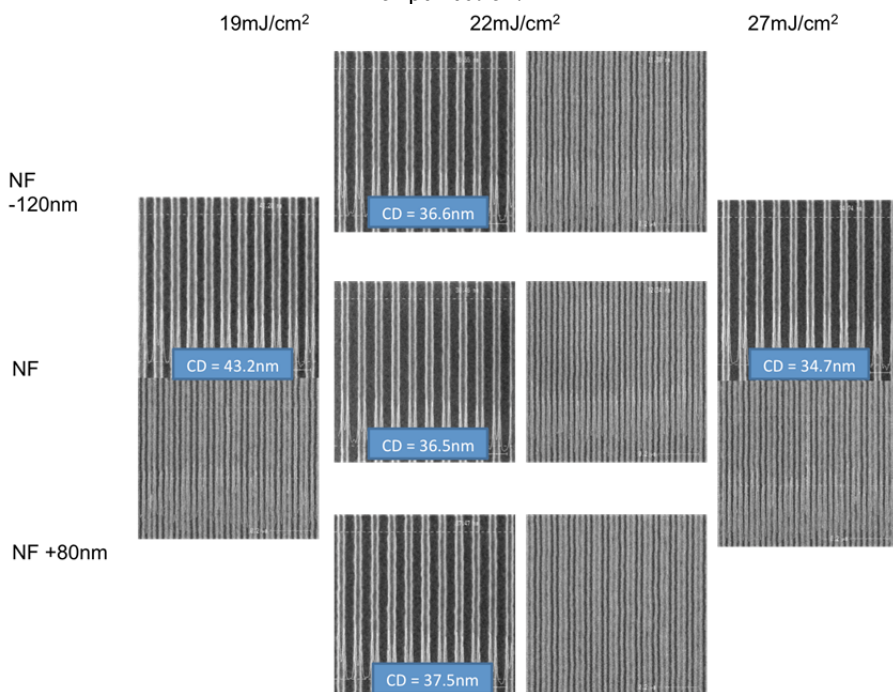 19mJ/cm²
22mJ/cm²
27mJ/cm²
NF
-120nm
CD = 36.6nm
NF
CD = 43.2nm
CD = 36.5nm
CD = 34.7nm
NF +80nm
CD = 37.5nm